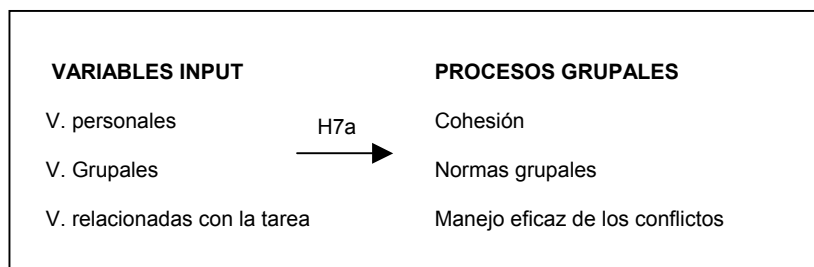 VARIABLES INPUT
V. personales
V. Grupales
V. relacionadas con la tarea
H7a
PROCESOS GRUPALES
Cohesión
Normas grupales
Manejo eficaz de los conflictos